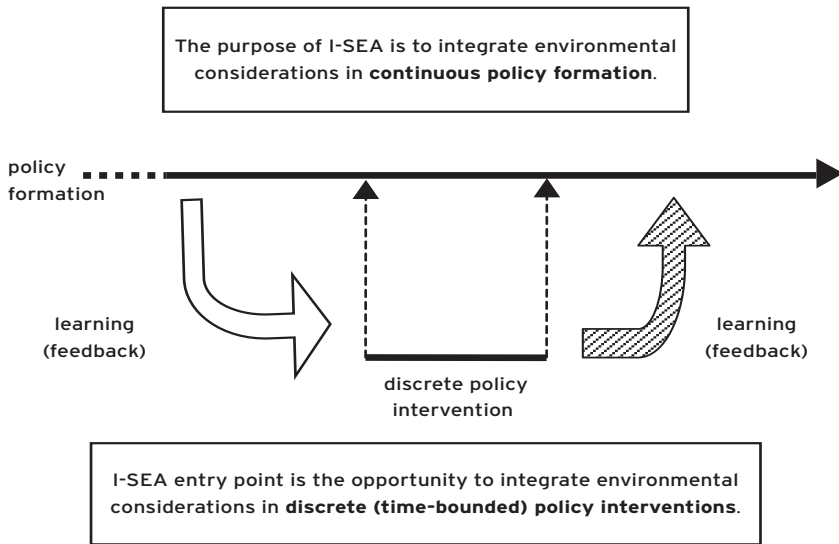 The purpose of I-SEA is to integrate environmental
considerations in continuous policy formation.
policy
formation
learning
(feedback)
learning
(feedback)
discrete policy
intervention
I-SEA entry point is the opportunity to integrate environmental
considerations in discrete (time-bounded) policy interventions.